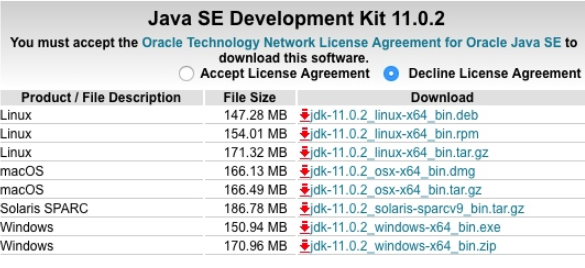 Java SE Development Kit 11.0.2
You must accept the Oracle Technology Network License Agreement for Oracle Java SE to
download this software.
Accept License Agreement Decline License Agreement
Product / File Description File Size Download
Linux 147.28 MB jdk-11.0.2_linux-x64_bin.deb
Linux 154.01 MB jdk-11.0.2_linux-x64_bin.rpm
Linux 171.32 MB jdk-11.0.2_linux-x64_bin.tar.gz
macOS 166.13 MB jdk-11.0.2_osx-x64_bin.dmg
macOS 166.49 MB jdk-11.0.2_osx-x64_bin.tar.gz
Solaris SPARC 186.78 MB jdk-11.0.2_solaris-sparcv9_bin.tar.gz
Windows 150.94 MB jdk-11.0.2_windows-x64_bin.exe
Windows 170.96 MB jdk-11.0.2_windows-x64_bin.zip